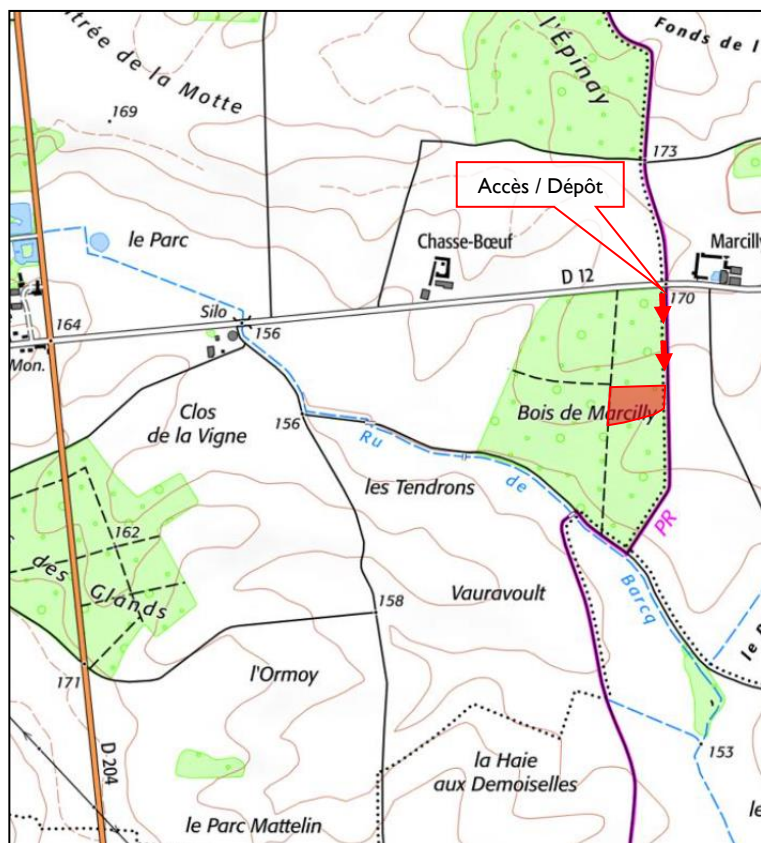 ntrée de la Motte
l'Épinay
Fonds de l'
169
173
Accès / Dépôt
le Parc
Chasse-Bœuf
Marcilly
D 12
170
Silo
164
156
Mon.
Clos
de la Vigne
156
Bois de Marcilly
Ru de Barcq
les Tendrons
PR
162
des Glands
Vauravoult
158
171
l'Ormoy
D 204
153
la Haie
aux Demoiselles
le Parc Mattelin